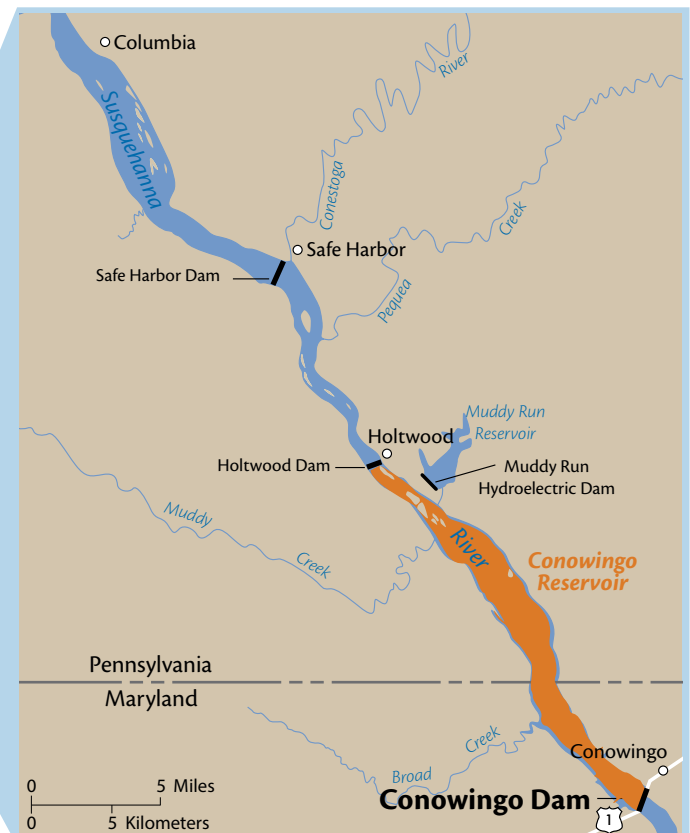 Columbia
Susquehanna
River
Conestoga
Safe Harbor
Creek
Pequea
Safe Harbor Dam
Muddy Run
Reservoir
Holtwood
Holtwood Dam
Muddy Run
Hydroelectric Dam
Muddy
Creek
River
Conowingo
Reservoir
Pennsylvania
Maryland
Creek
Broad
Conowingo
Conowingo Dam
1
0 5 Miles
0 5 Kilometers